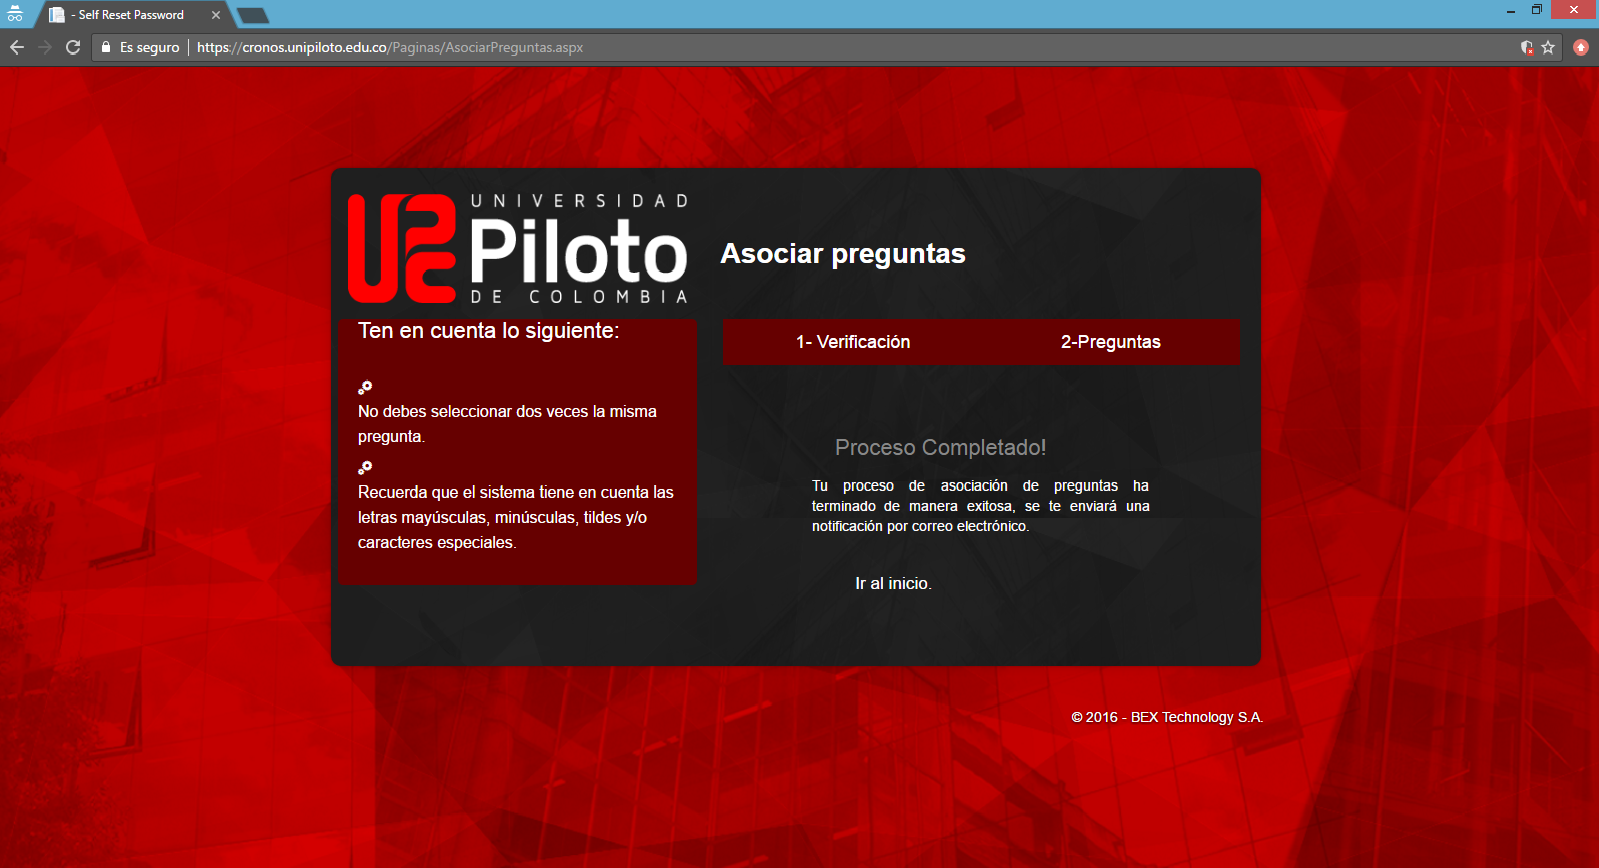 - Self Reset Password
Es seguro
https://cronos.unipiloto.edu.co/Paginas/AsociarPreguntas.aspx
UNIVERSIDAD
Piloto
DE COLOMBIA
Asociar preguntas
Ten en cuenta lo siguiente:
No debes seleccionar dos veces la misma
pregunta.
Recuerda que el sistema tiene en cuenta las
letras mayúsculas, minúsculas, tildes y/o
caracteres especiales.
1- Verificación
2-Preguntas
Proceso Completado!
Tu proceso de asociación de preguntas ha
terminado de manera exitosa, se te enviará una
notificación por correo electrónico.
Ir al inicio.
© 2016 - BEX Technology S.A.